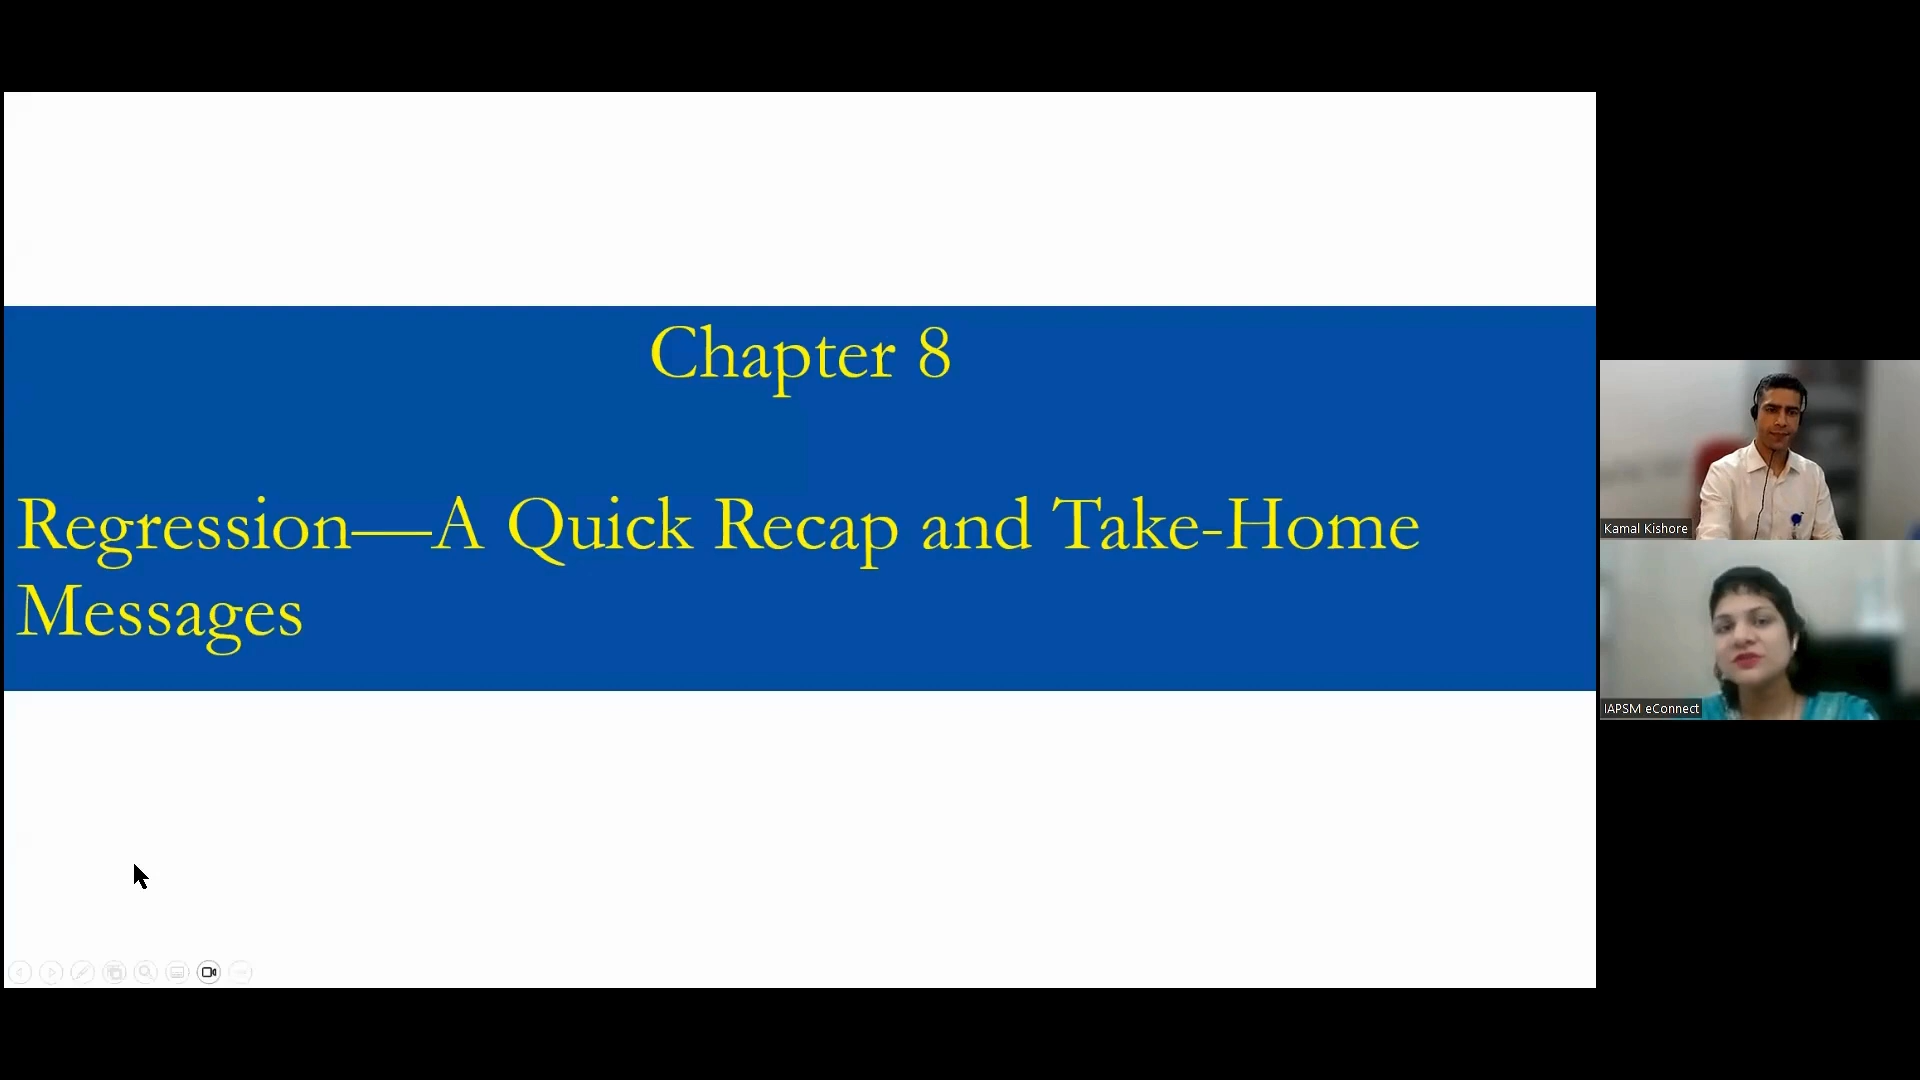 Chapter 8
Regression—A Quick Recap and Take-Home
Messages
Kamal Kishore
IAPSM eConnect